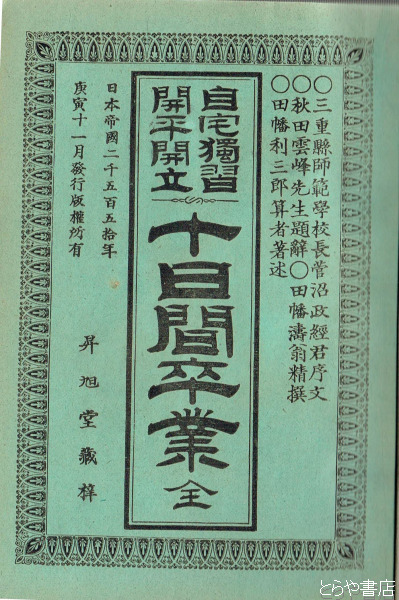 〇三重縣師範學校長菅沼政經君序文
〇秋田雲峰先生題辭〇田幡濤翁精撰
〇田幡利三郎算者著述
自宅獨習
開平開立
十日間卒業 全
日本帝國二千五百五拾年
庚寅十一月發行版權所有
昇旭堂藏梓
とらや書店